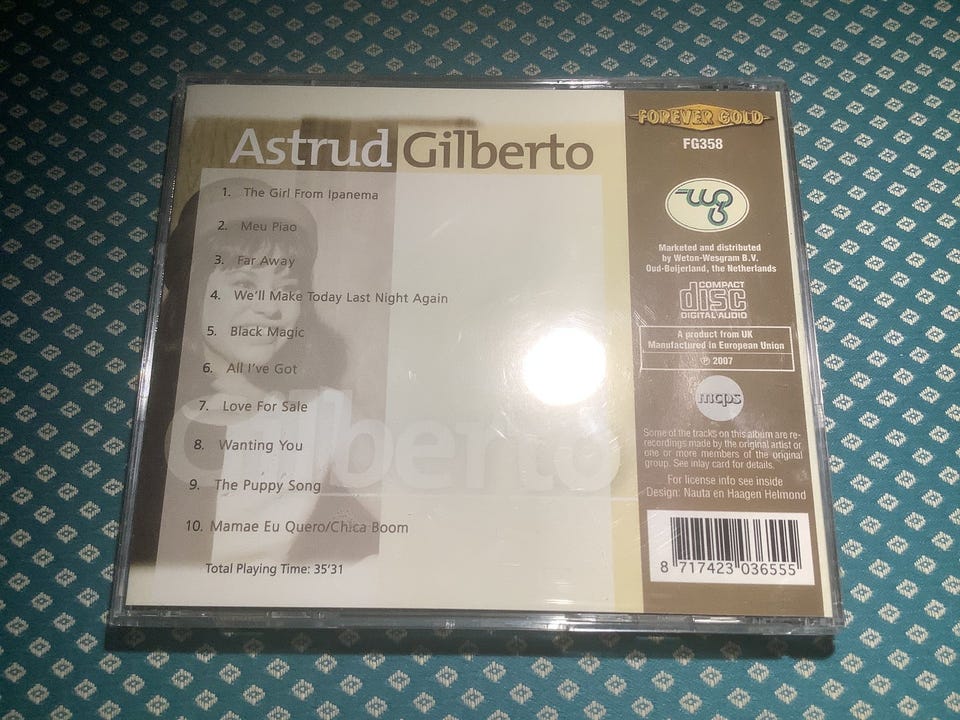 Astrud Gilberto
1. The Girl From Ipanema
2. Meu Piao
3. Far Away
4. We'll Make Today Last Night Again
5. Black Magic
6. All I've Got
7. Love For Sale
8. Wanting You
9. The Puppy Song
10. Mamae Eu Quero/Chica Boom
Total Playing Time: 35'31
Gilberto
FOREVER GOLD
FG358
wg
Marketed and distributed
by Weton-Wesgram B.V.
Oud-Beijerland, the Netherlands
COMPACT
disc
DIGITAL AUDIO
A product from UK
Manufactured in European Union
℗ 2007
mcps
Some of the tracks on this album are re-
recordings made by the original artist or
one or more members of the original
group. See inlay card for details.
For license info see inside
Design: Nauta en Haagen Helmond
8 717423 036555